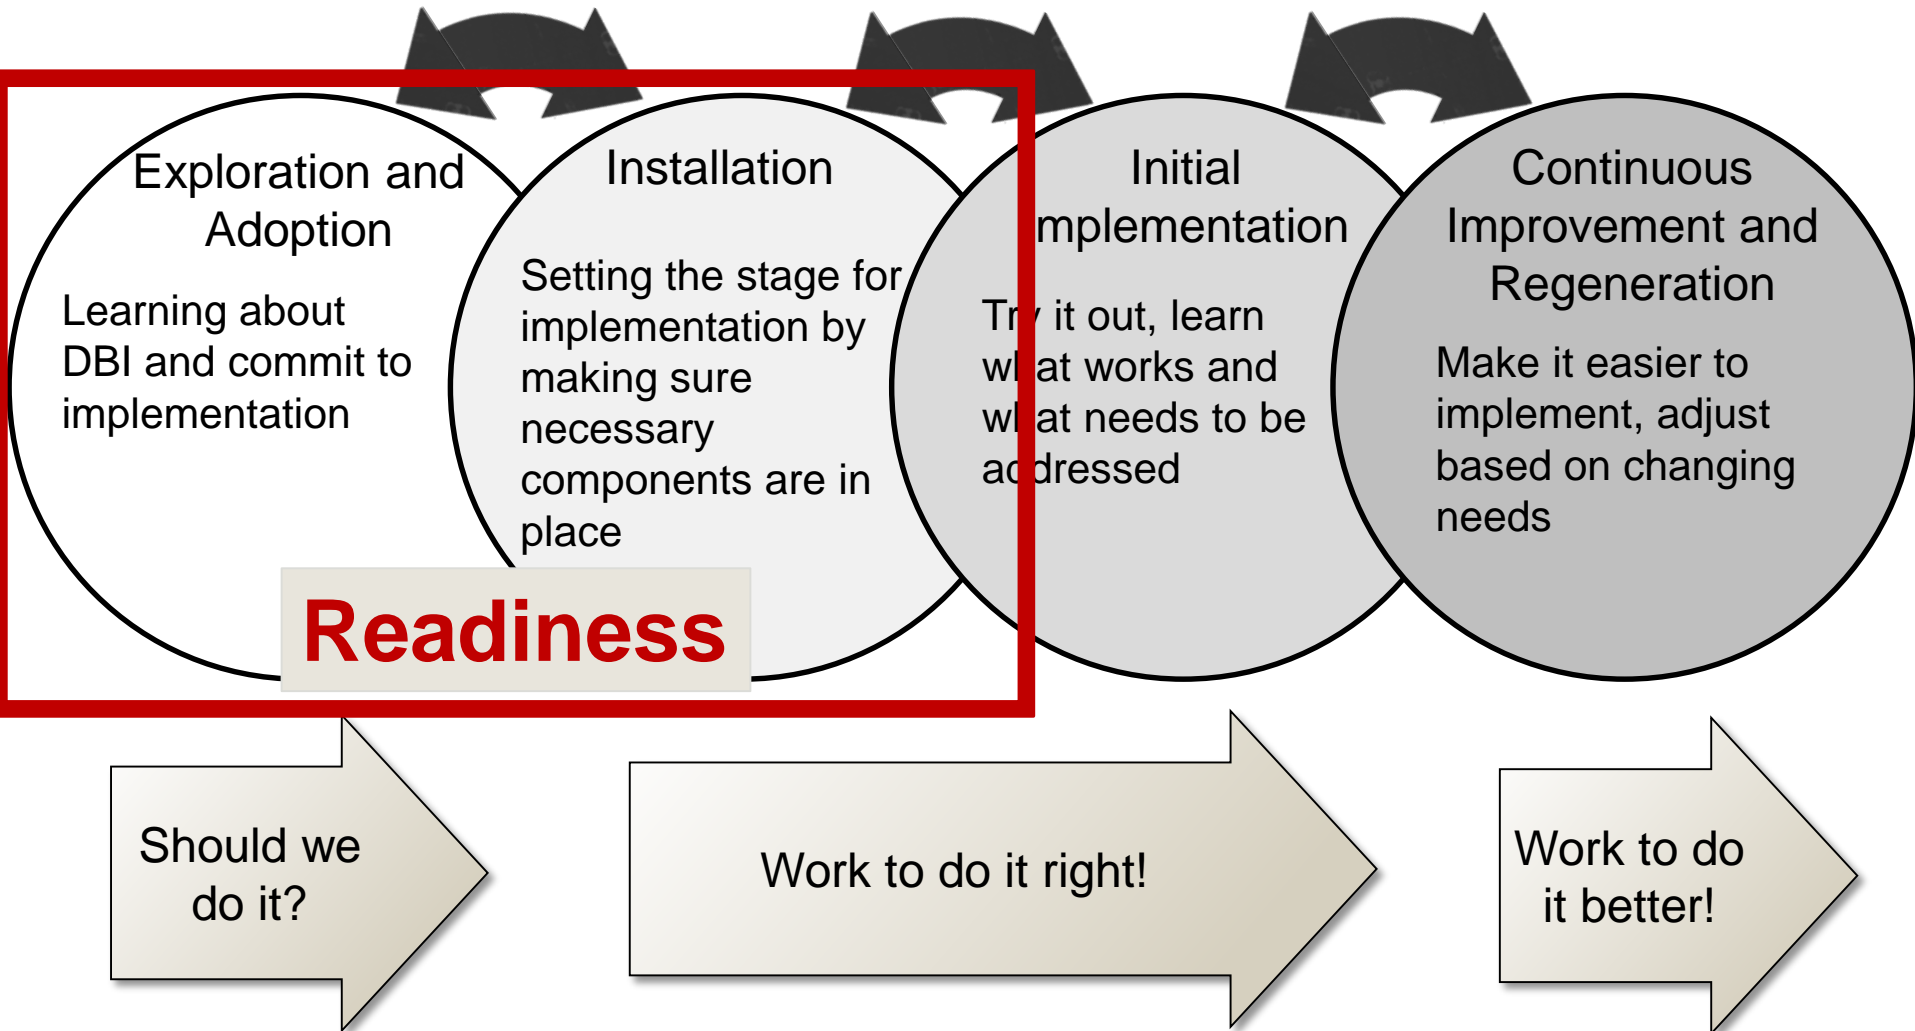 Exploration and
Adoption
Learning about
DBI and commit to
implementation
Installation
Setting the stage for
implementation by
making sure
necessary
components are in
place
Readiness
Initial
mplementation
Try it out, learn
what works and
what needs to be
addressed
Continuous
Improvement and
Regeneration
Make it easier to
implement, adjust
based on changing
needs
Should we
do it?
Work to do it right!
Work to do
it better!